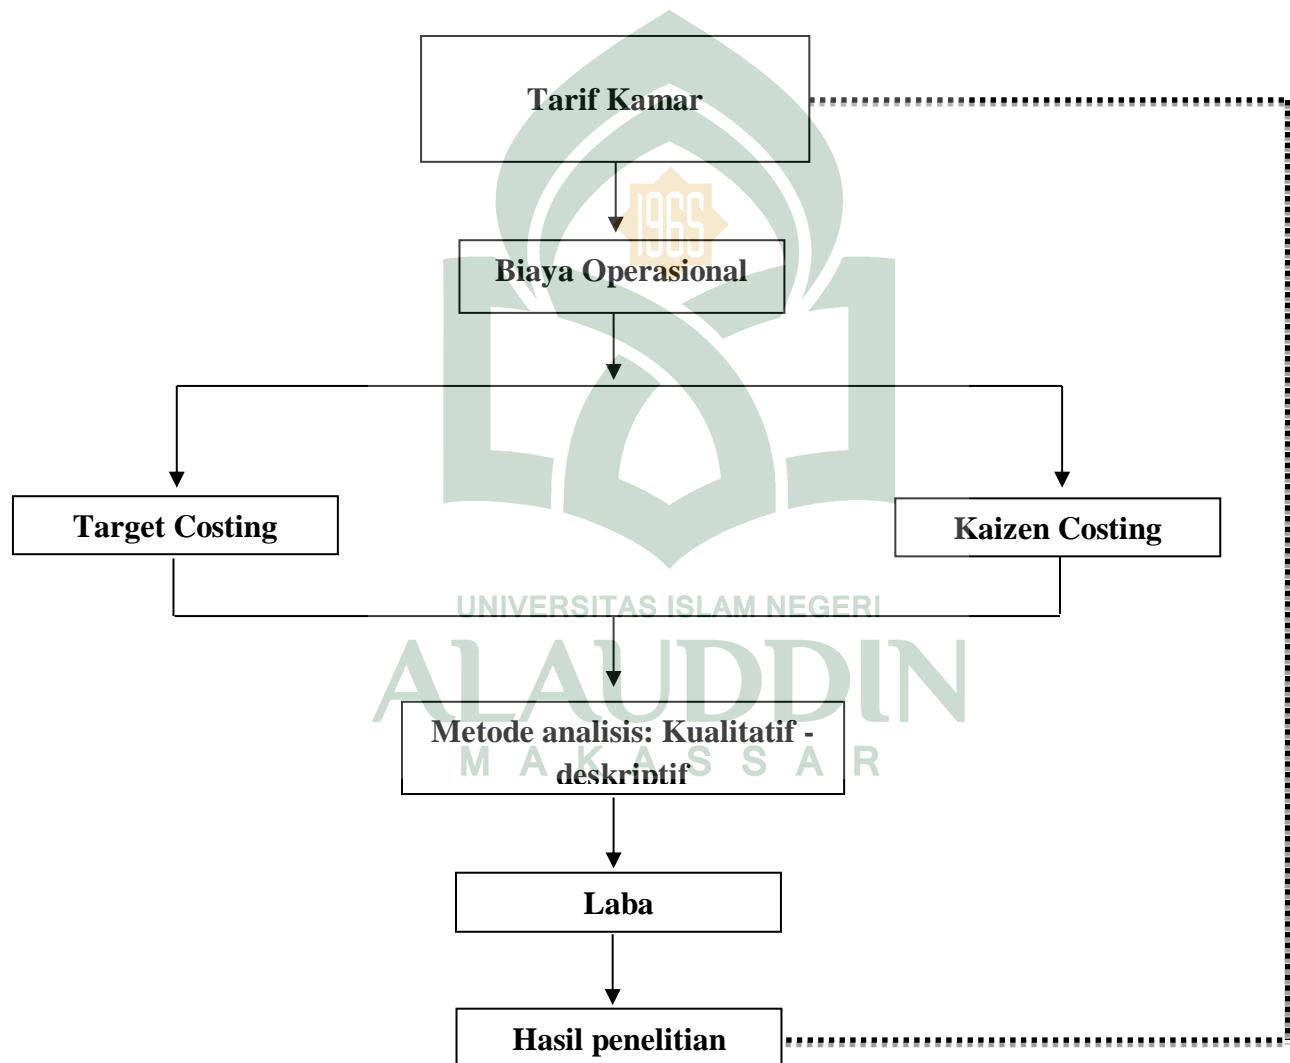 Tarif Kamar
1965
Biaya Operasional
Target Costing
Kaizen Costing
UNIVERSITAS ISLAM NEGERI
ALAUDDIN
Metode analisis: Kualitatif -
deskriptif
MAKASSAR
Laba
Hasil penelitian